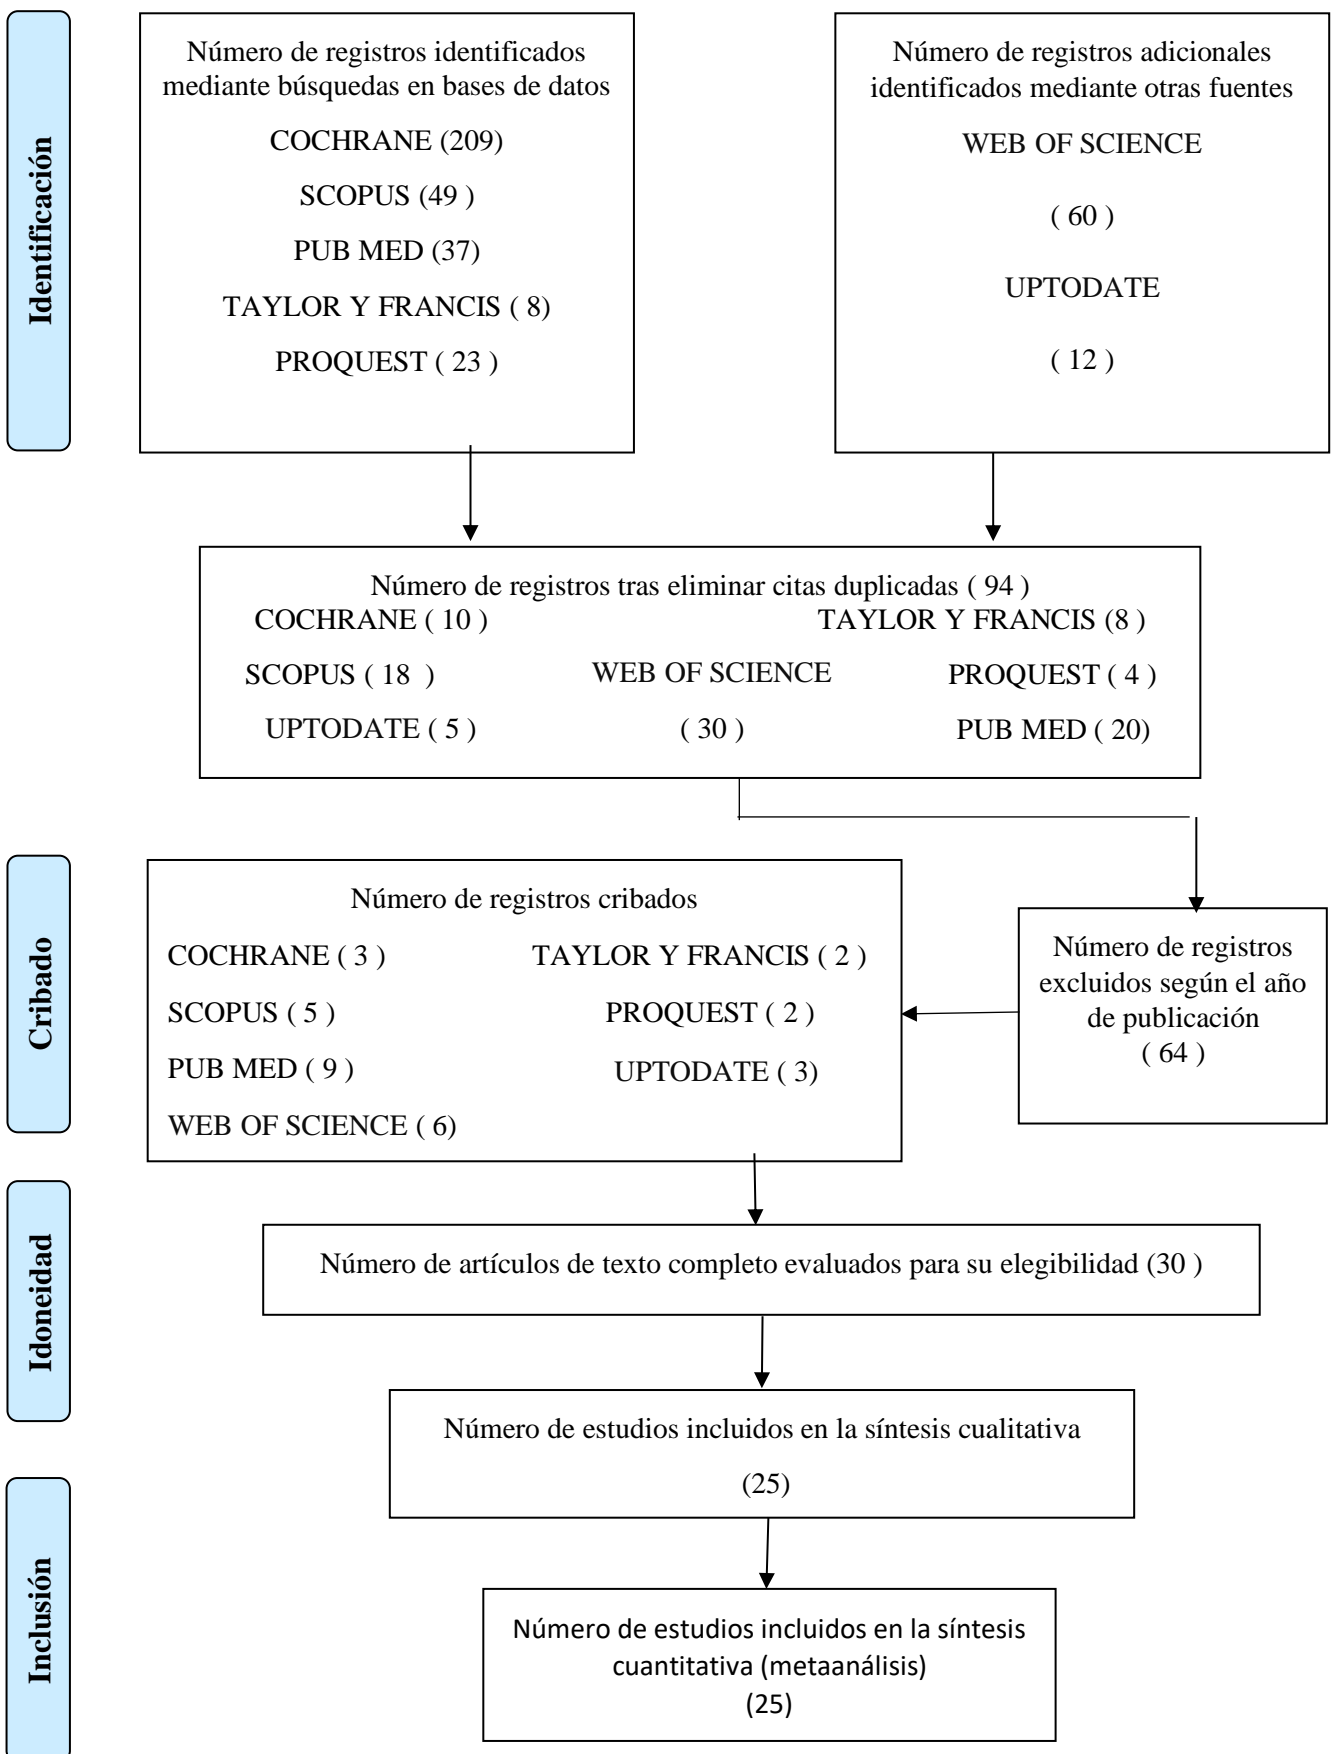 Identificación
Número de registros identificados
mediante búsquedas en bases de datos
COCHRANE (209)
SCOPUS (49 )
PUB MED (37)
TAYLOR Y FRANCIS ( 8)
PROQUEST ( 23 )
Número de registros adicionales
identificados mediante otras fuentes
WEB OF SCIENCE
( 60 )
UPTODATE
( 12 )
Número de registros tras eliminar citas duplicadas ( 94 )
COCHRANE ( 10 ) TAYLOR Y FRANCIS (8 )
SCOPUS ( 18 ) WEB OF SCIENCE PROQUEST ( 4 )
UPTODATE ( 5 ) ( 30 ) PUB MED ( 20)
Cribado
Número de registros cribados
COCHRANE ( 3 ) TAYLOR Y FRANCIS ( 2 )
SCOPUS ( 5 ) PROQUEST ( 2 )
PUB MED ( 9 ) UPTODATE ( 3)
WEB OF SCIENCE ( 6)
Número de registros
excluidos según el año
de publicación
( 64 )
Idoneidad
Número de artículos de texto completo evaluados para su elegibilidad (30 )
Número de estudios incluidos en la síntesis cualitativa
(25)
Inclusión
Número de estudios incluidos en la síntesis
cuantitativa (metaanálisis)
(25)